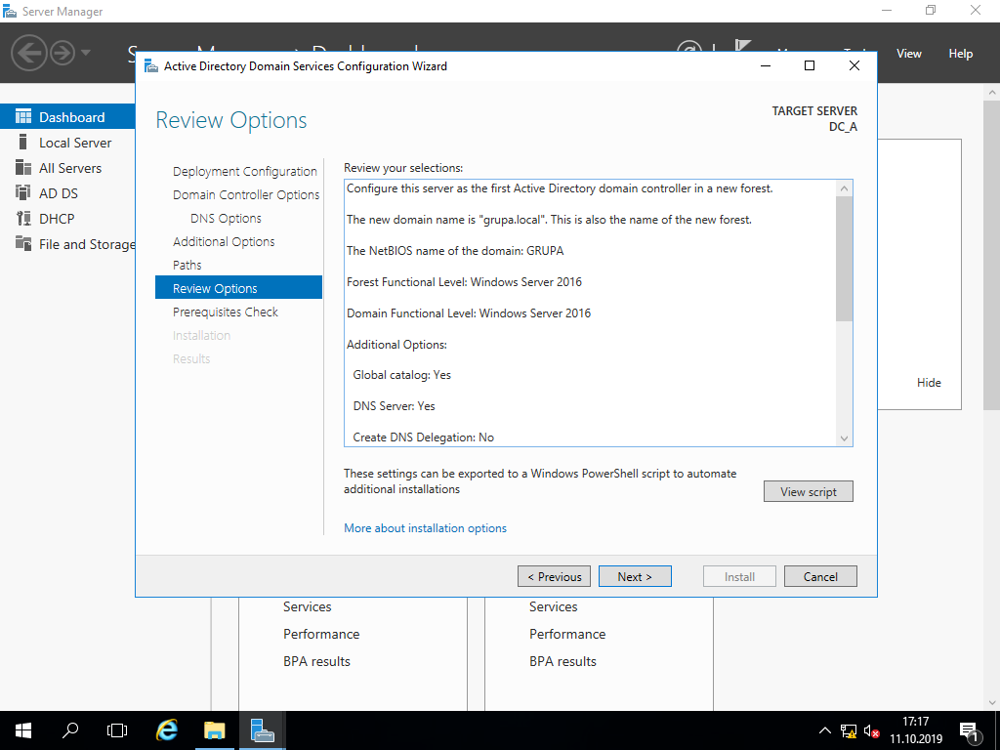 Server Manager
View
Help
Active Directory Domain Services Configuration Wizard
Dashboard
Local Server
All Servers
AD DS
DHCP
File and Storage
Review Options
TARGET SERVER
DC_A
Deployment Configuration
Domain Controller Options
DNS Options
Additional Options
Paths
Review Options
Prerequisites Check
Installation
Results
Review your selections:
Configure this server as the first Active Directory domain controller in a new forest.
The new domain name is "grupa.local". This is also the name of the new forest.
The NetBIOS name of the domain: GRUPA
Forest Functional Level: Windows Server 2016
Domain Functional Level: Windows Server 2016
Additional Options:
Global catalog: Yes
DNS Server: Yes
Create DNS Delegation: No
These settings can be exported to a Windows PowerShell script to automate
additional installations
View script
More about installation options
< Previous
Next >
Install
Cancel
Hide
Services
Performance
BPA results
Services
Performance
BPA results
17:17
11.10.2019
1